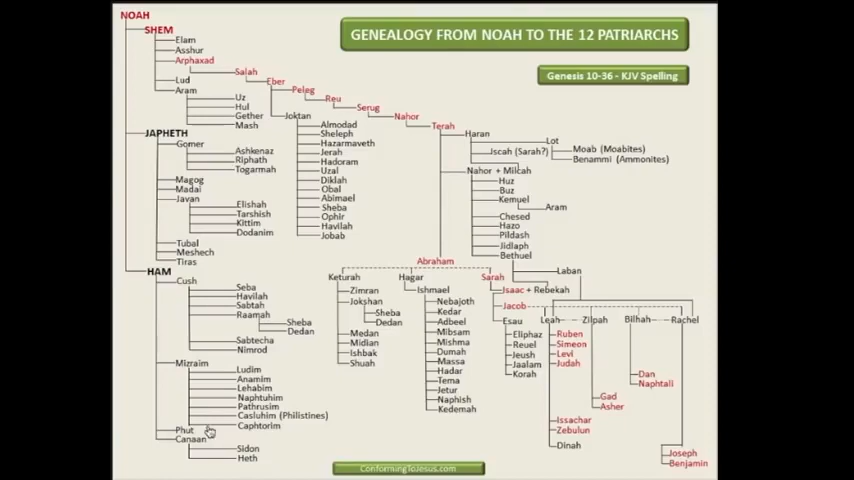 NOAH
GENEALOGY FROM NOAH TO THE 12 PATRIARCHS
Genesis 10-36 - KJV Spelling
SHEM
Elam
Asshur
Arphaxad
Salah
Eber
Peleg
Reu
Serug
Nahor
Terah
Lud
Aram
Uz
Hul
Gether
Mash
Joktan
Almodad
Sheleph
Hazarmaveth
Jerah
Hadoram
Uzal
Diklah
Obal
Abimael
Sheba
Ophir
Havilah
Jobab
Haran
Lot
Iscah (Sarah?)
Moab (Moabites)
Benammi (Ammonites)
Nahor + Milcah
Huz
Buz
Kemuel
Aram
Chesed
Hazo
Pildash
Jidlaph
Bethuel
JAPHETH
Gomer
Ashkenaz
Riphath
Togarmah
Magog
Madai
Javan
Elishah
Tarshish
Kittim
Dodanim
Tubal
Meshech
Tiras
Abraham
Keturah
Hagar
Sarah
Laban
Zimran
Jokshan
Sheba
Dedan
Medan
Midian
Ishbak
Shuah
Ishmael
Nebajoth
Kedar
Adbeel
Mibsam
Mishma
Dumah
Massa
Hadar
Tema
Jetur
Naphish
Kedemah
Isaac + Rebekah
Jacob
Esau
Eliphaz
Reuel
Jeush
Jaalam
Korah
Leah
Zilpah
Bilhah
Rachel
Ruben
Simeon
Levi
Judah
Dan
Naphtali
Gad
Asher
Issachar
Zebulun
Dinah
Joseph
Benjamin
HAM
Cush
Seba
Havilah
Sabtah
Raamah
Sheba
Dedan
Sabtecha
Nimrod
Mizraim
Ludim
Anamim
Lehabim
Naphtuhim
Pathrusim
Casluhim (Philistines)
Caphtorim
Phut
Canaan
Sidon
Heth
ConformingToJesus.com